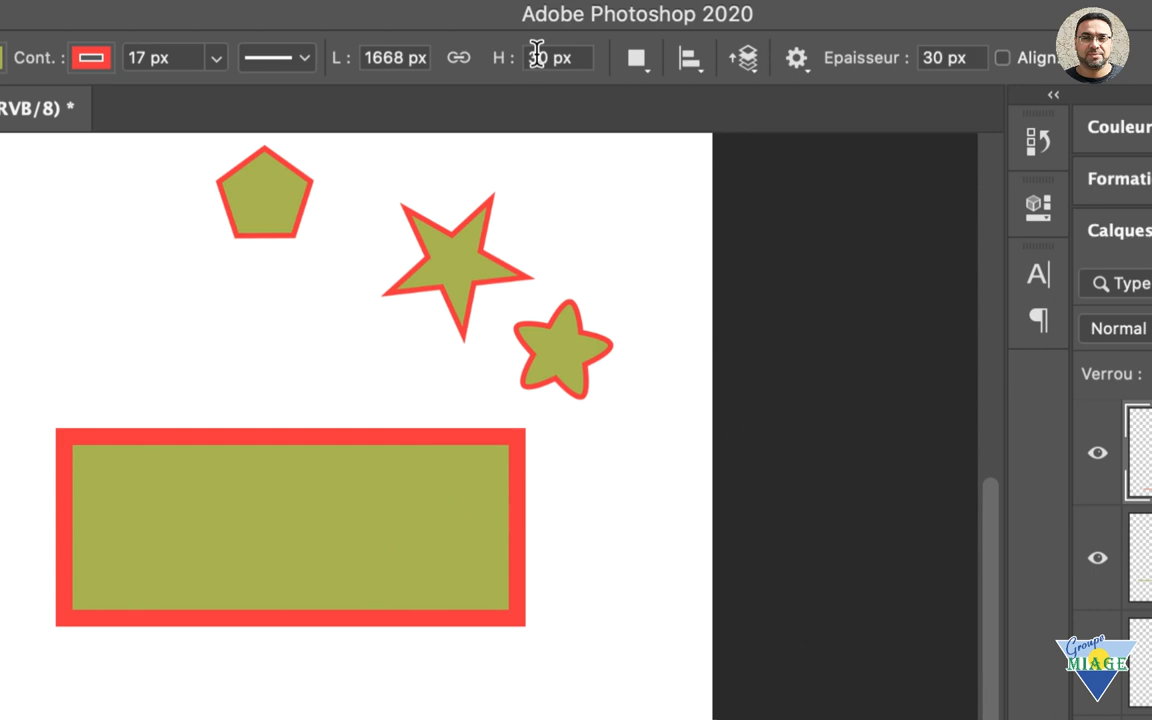 Adobe Photoshop 2020
Cont. : 17 px L : 1668 px H : 30 px Epaisseur : 30 px Align
RVB/8) *
Couleur
Formati
Calques
Type
Normal
Verrou :
A|
¶
Groupe
MIAGE